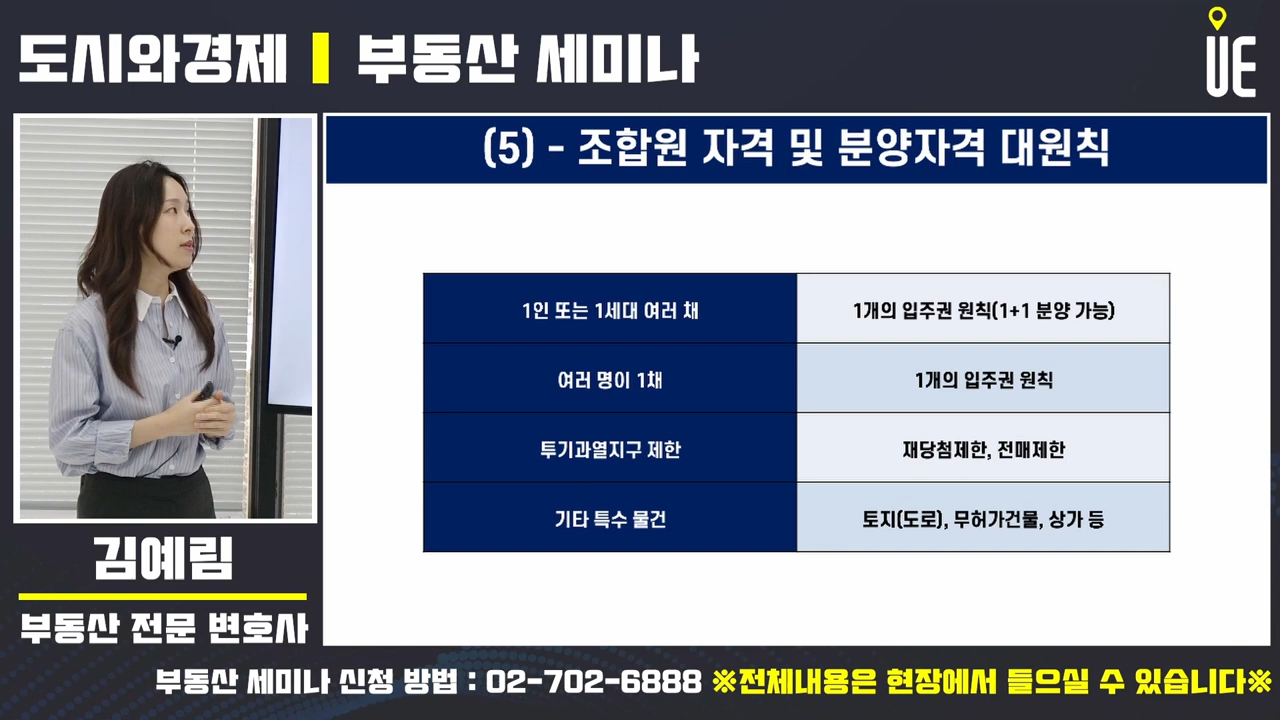 도시와경제 부동산 세미나
UE
(5) - 조합원 자격 및 분양자격 대원칙
1인 또는 1세대 여러 채
1개의 입주권 원칙(1+1 분양 가능)
여러 명이 1채
1개의 입주권 원칙
투기과열지구 제한
재당첨제한, 전매제한
기타 특수 물건
토지(도로), 무허가건물, 상가 등
김예림
부동산 전문 변호사
부동산 세미나 신청 방법 : 02-702-6888 ※전체내용은 현장에서 들으실 수 있습니다※